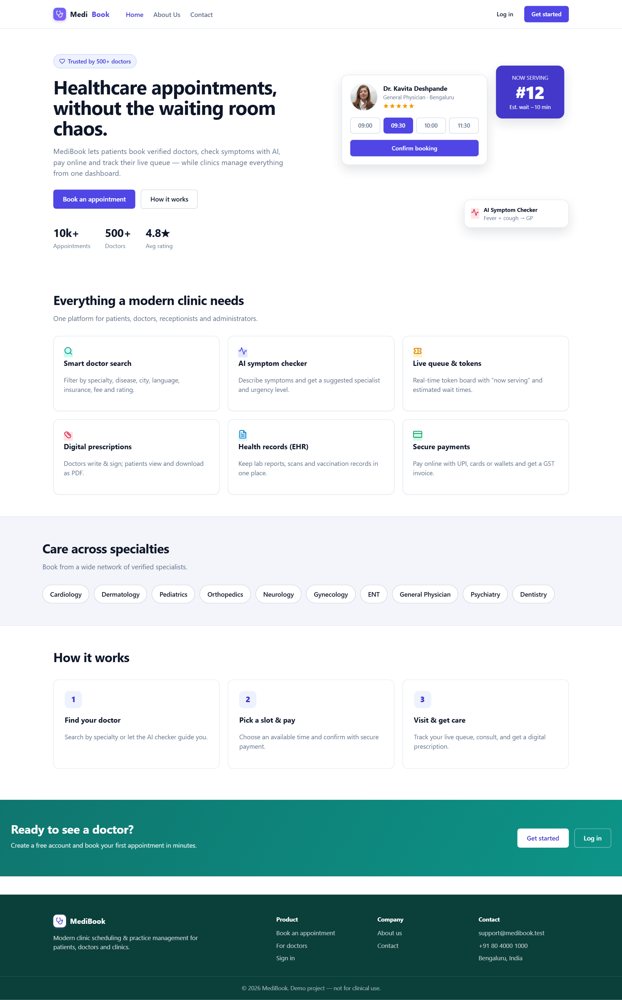 Medi Book
Home
About Us
Contact
Log in
Get started
Trusted by 500+ doctors
Healthcare appointments,
without the waiting room
chaos.
MediBook lets patients book verified doctors, check symptoms with AI,
pay online and track their live queue — while clinics manage everything
from one dashboard.
Book an appointment
How it works
10k+
Appointments
500+
Doctors
4.8★
Avg rating
Dr. Kavita Deshpande
General Physician · Bengaluru
★★★★★
09:00
09:30
10:00
11:30
Confirm booking
NOW SERVING
#12
Est. wait ~10 min
AI Symptom Checker
Fever + cough → GP
Everything a modern clinic needs
One platform for patients, doctors, receptionists and administrators.
Smart doctor search
Filter by specialty, disease, city, language,
insurance, fee and rating.
AI symptom checker
Describe symptoms and get a suggested specialist
and urgency level.
Live queue & tokens
Real-time token board with “now serving” and
estimated wait times.
Digital prescriptions
Doctors write & sign; patients view and download
as PDF.
Health records (EHR)
Keep lab reports, scans and vaccination records in
one place.
Secure payments
Pay online with UPI, cards or wallets and get a GST
invoice.
Care across specialties
Book from a wide network of verified specialists.
Cardiology
Dermatology
Pediatrics
Orthopedics
Neurology
Gynecology
ENT
General Physician
Psychiatry
Dentistry
How it works
1
Find your doctor
Search by specialty or let the AI checker guide you.
2
Pick a slot & pay
Choose an available time and confirm with secure
payment.
3
Visit & get care
Track your live queue, consult, and get a digital
prescription.
Ready to see a doctor?
Create a free account and book your first appointment in minutes.
Get started
Log in
MediBook
Modern clinic scheduling & practice management for
patients, doctors and clinics.
Product
Book an appointment
For doctors
Sign in
Company
About us
Contact
Contact
support@medibook.test
+91 80 4000 1000
Bengaluru, India
© 2026 MediBook. Demo project — not for clinical use.